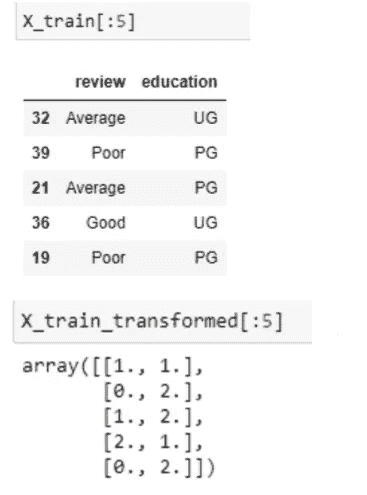 X_train[:5]
review education
32 Average UG
39 Poor PG
21 Average PG
36 Good UG
19 Poor PG
X_train_transformed[:5]
array([[1., 1.],
[0., 2.],
[1., 2.],
[2., 1.],
[0., 2.]])